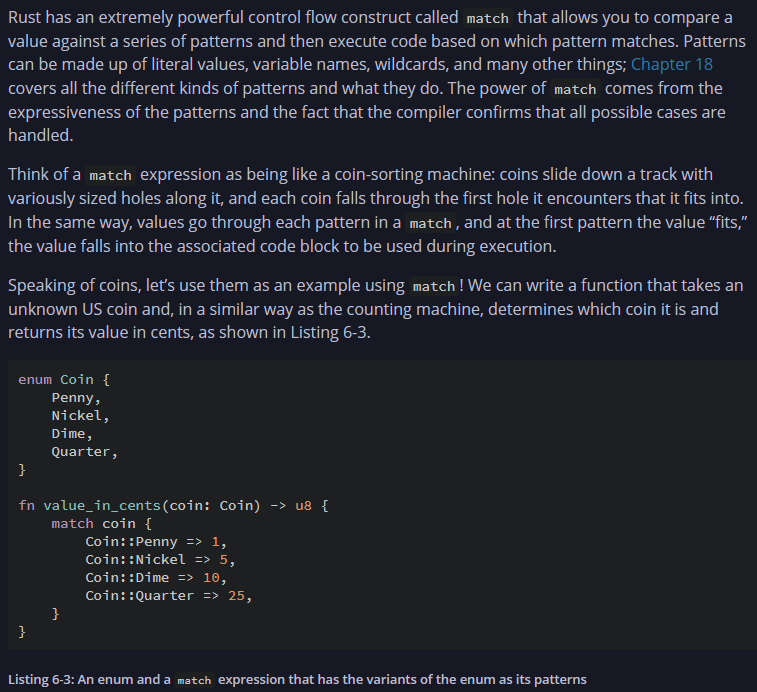 Rust has an extremely powerful control flow construct called match that allows you to compare a
value against a series of patterns and then execute code based on which pattern matches. Patterns
can be made up of literal values, variable names, wildcards, and many other things; Chapter 18
covers all the different kinds of patterns and what they do. The power of match comes from the
expressiveness of the patterns and the fact that the compiler confirms that all possible cases are
handled.
Think of a match expression as being like a coin-sorting machine: coins slide down a track with
variously sized holes along it, and each coin falls through the first hole it encounters that it fits into.
In the same way, values go through each pattern in a match, and at the first pattern the value “fits,”
the value falls into the associated code block to be used during execution.
Speaking of coins, let’s use them as an example using match! We can write a function that takes an
unknown US coin and, in a similar way as the counting machine, determines which coin it is and
returns its value in cents, as shown in Listing 6-3.
enum Coin {
    Penny,
    Nickel,
    Dime,
    Quarter,
}
fn value_in_cents(coin: Coin) -> u8 {
    match coin {
        Coin::Penny => 1,
        Coin::Nickel => 5,
        Coin::Dime => 10,
        Coin::Quarter => 25,
    }
}
Listing 6-3: An enum and a match expression that has the variants of the enum as its patterns